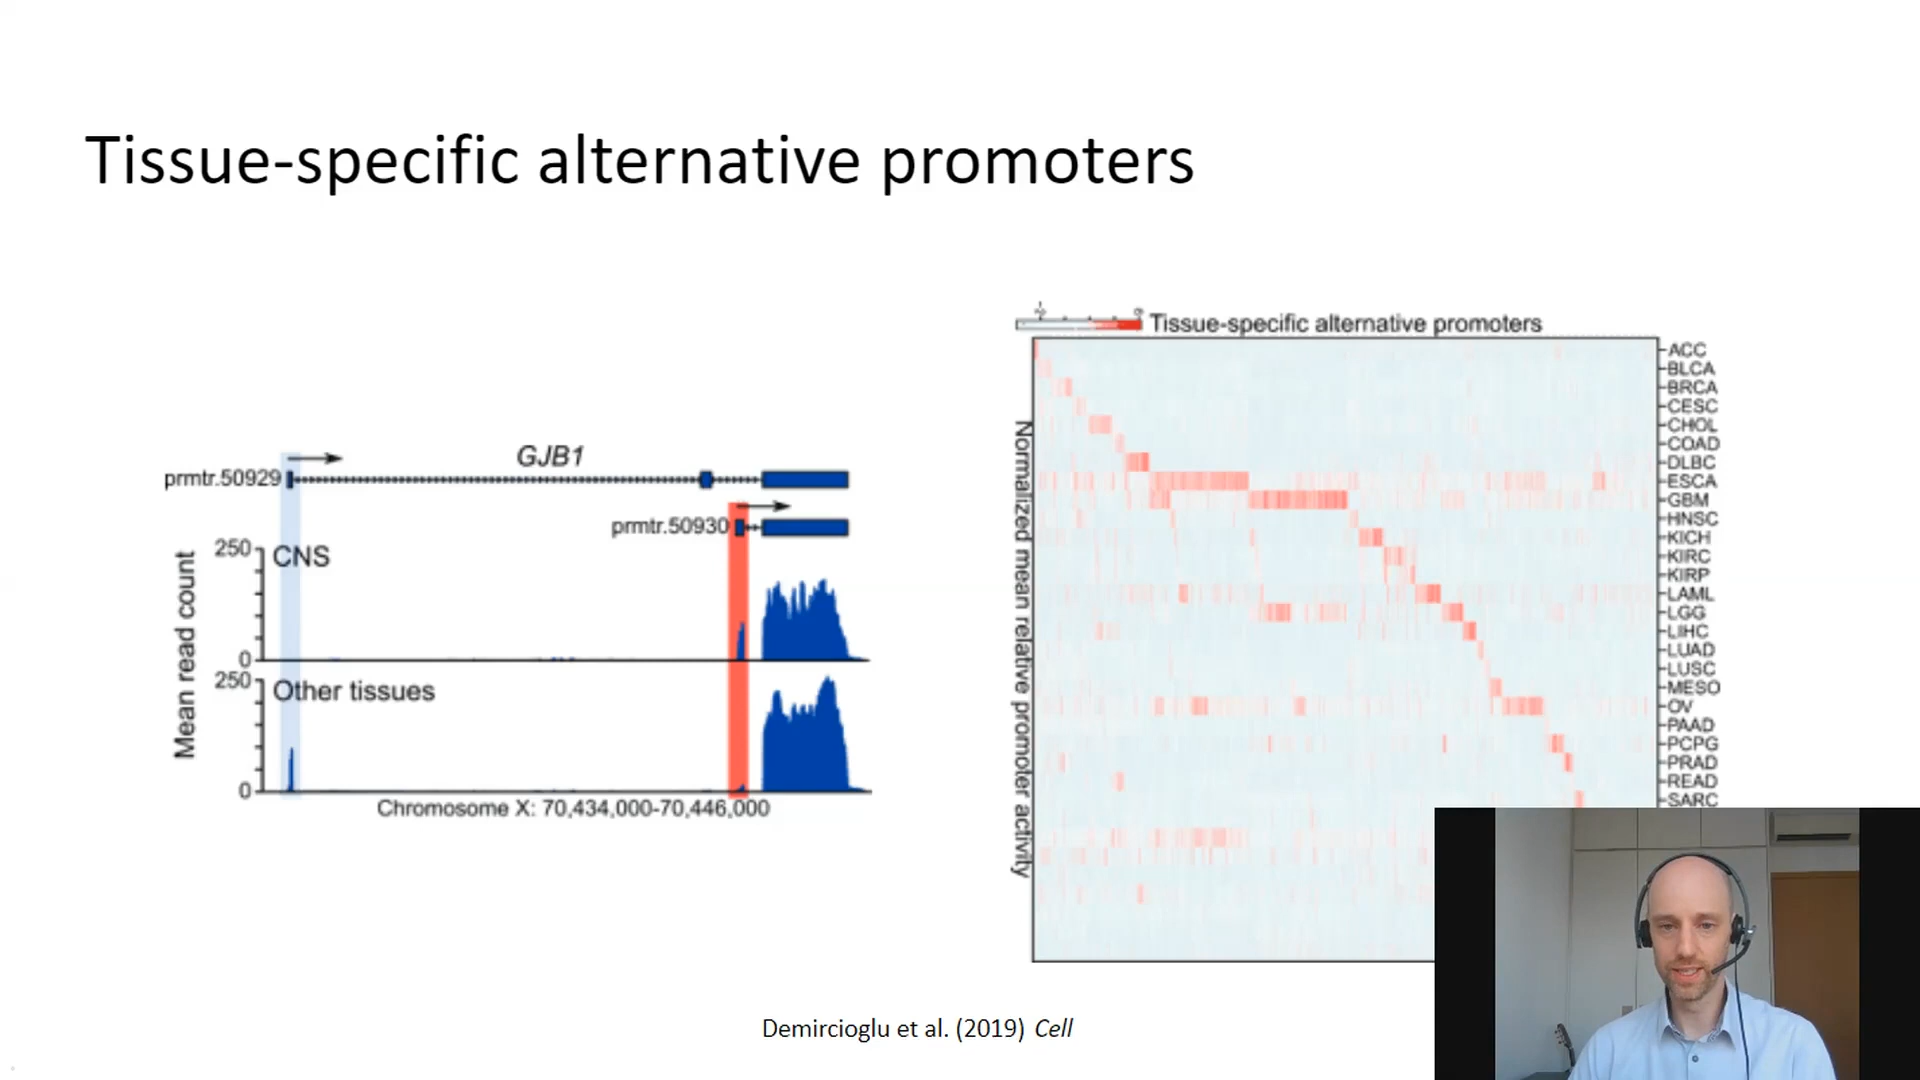 Tissue-specific alternative promoters
GJB1
prmtr.50929
prmtr.50930
250
CNS
0
250
Other tissues
0
Mean read count
Chromosome X: 70,434,000-70,446,000
Tissue-specific alternative promoters
Normalized mean relative promoter activity
ACC
BLCA
BRCA
CESC
CHOL
COAD
DLBC
ESCA
GBM
HNSC
KICH
KIRC
KIRP
LAML
LGG
LIHC
LUAD
LUSC
MESO
OV
PAAD
PCPG
PRAD
READ
SARC
Demircioglu et al. (2019) Cell